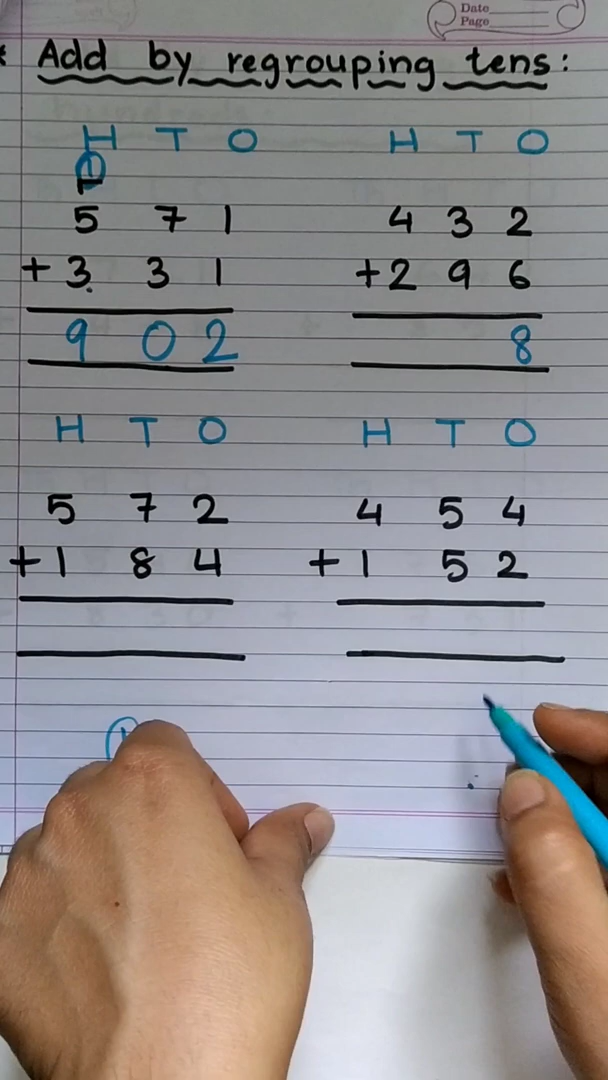 Date
Page
* Add by regrouping tens:
H T O
1
5 7 1
+ 3 3 1
9 0 2
H T O
4 3 2
+ 2 9 6
8
H T O
5 7 2
+ 1 8 4
H T O
4 5 4
+ 1 5 2